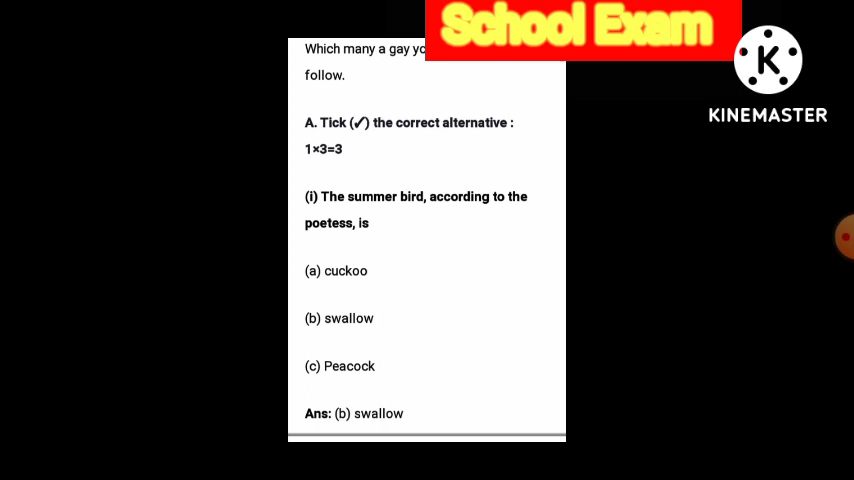 School Exam
Which many a gay
follow.
A. Tick (✓) the correct alternative :
1×3=3
(i) The summer bird, according to the
poetess, is
(a) cuckoo
(b) swallow
(c) Peacock
Ans: (b) swallow
K
KINEMASTER